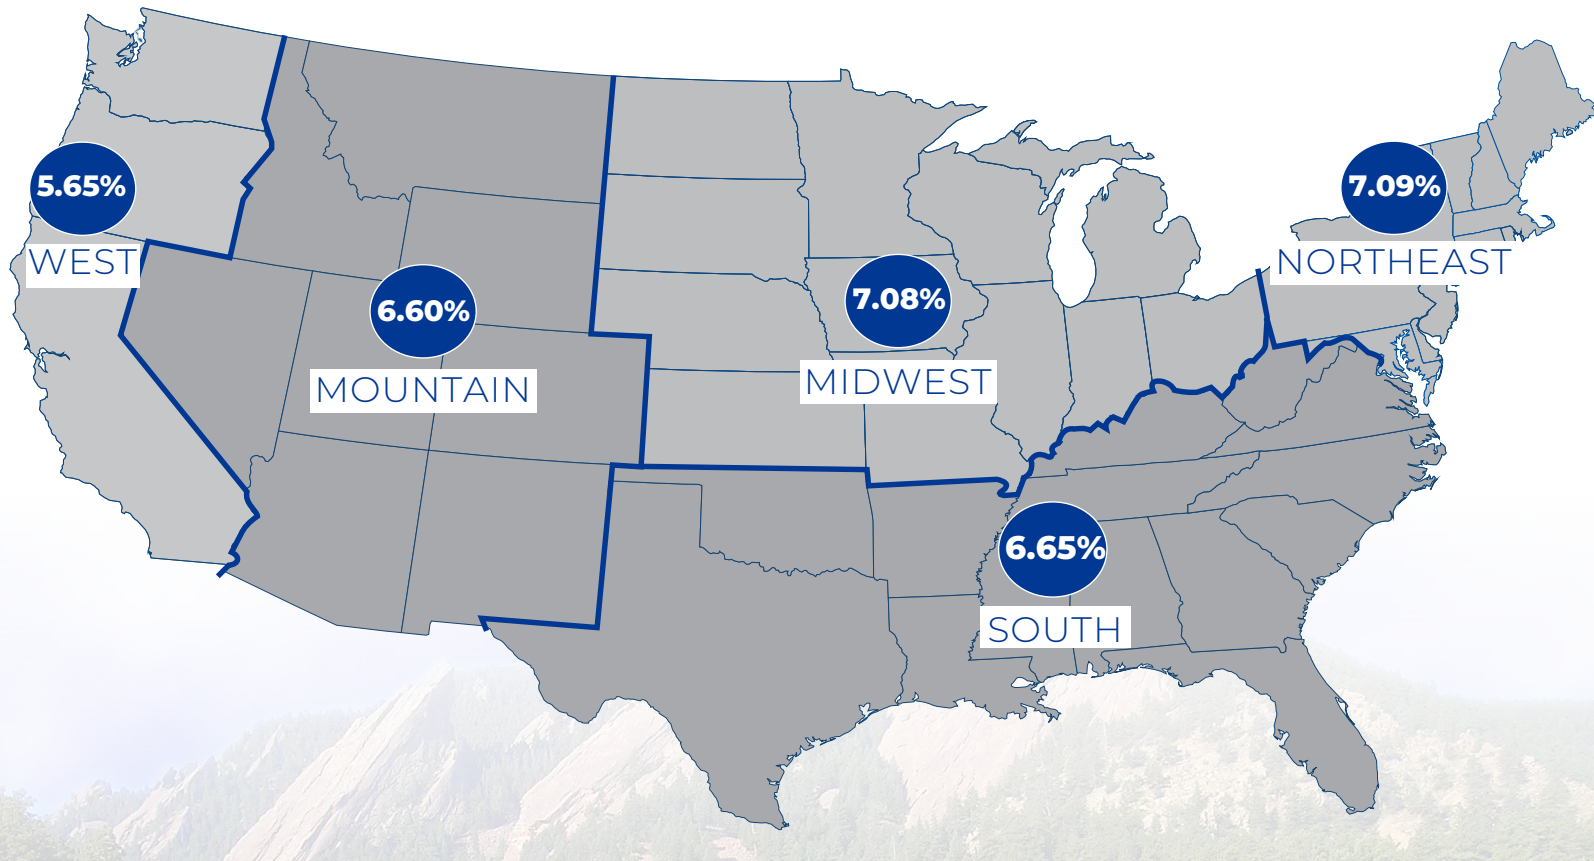 5.65%
WEST
6.60%
MOUNTAIN
7.08%
MIDWEST
7.09%
NORTHEAST
6.65%
SOUTH